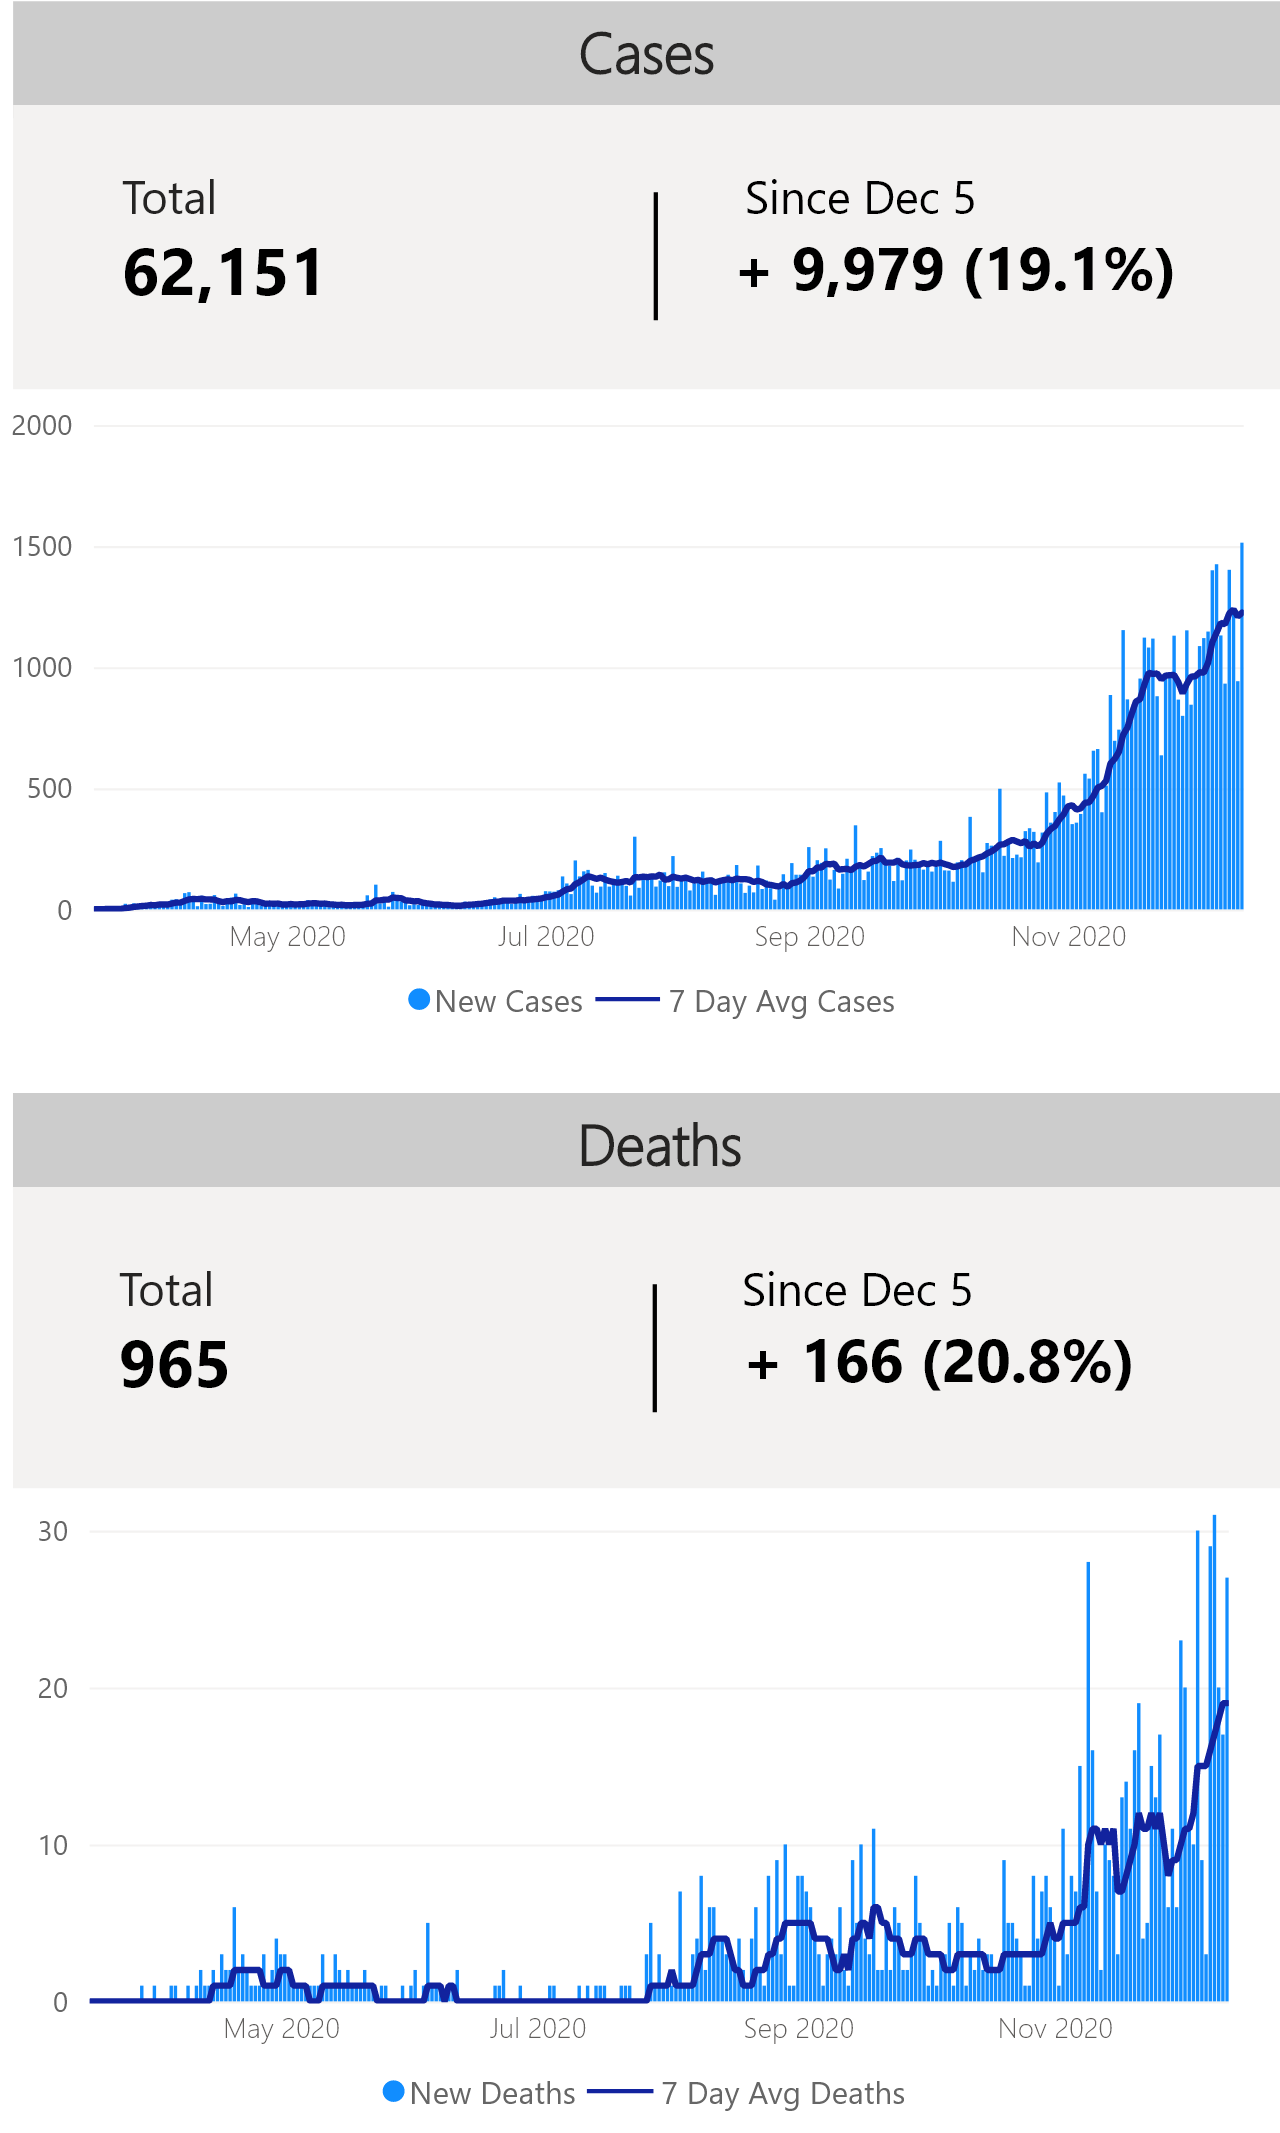 Cases
Total
Since Dec 5
62,151
+ 9,979 (19.1%)
2000
1500
1000
500
0
May 2020
Jul 2020
Sep 2020
Nov 2020
New Cases
7 Day Avg Cases
Deaths
Total
Since Dec 5
965
+ 166 (20.8%)
30
20
10
0
May 2020
Jul 2020
Sep 2020
Nov 2020
New Deaths
7 Day Avg Deaths